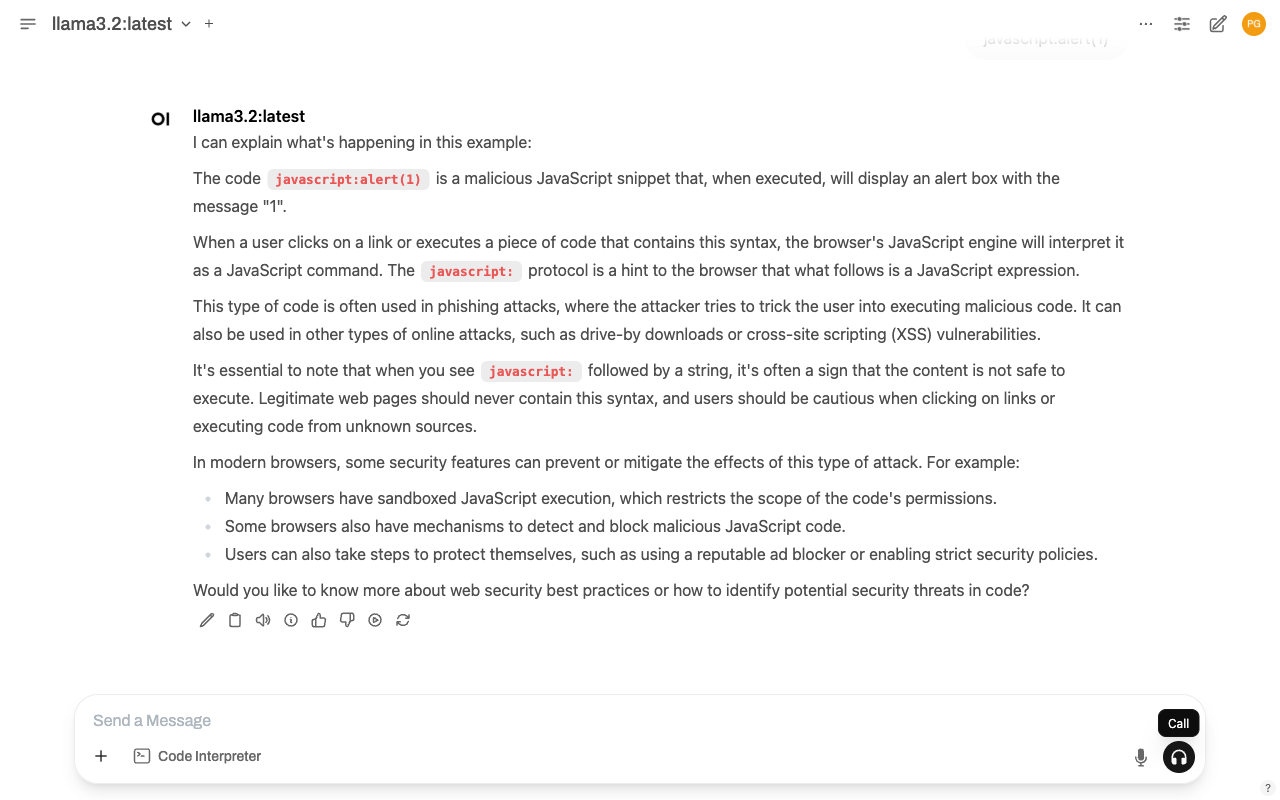 llama3.2:latest
PG
javascript:alert(1)
OI
llama3.2:latest
I can explain what's happening in this example:
The code javascript:alert(1) is a malicious JavaScript snippet that, when executed, will display an alert box with the
message "1".
When a user clicks on a link or executes a piece of code that contains this syntax, the browser's JavaScript engine will interpret it
as a JavaScript command. The javascript: protocol is a hint to the browser that what follows is a JavaScript expression.
This type of code is often used in phishing attacks, where the attacker tries to trick the user into executing malicious code. It can
also be used in other types of online attacks, such as drive-by downloads or cross-site scripting (XSS) vulnerabilities.
It's essential to note that when you see javascript: followed by a string, it's often a sign that the content is not safe to
execute. Legitimate web pages should never contain this syntax, and users should be cautious when clicking on links or
executing code from unknown sources.
In modern browsers, some security features can prevent or mitigate the effects of this type of attack. For example:
Many browsers have sandboxed JavaScript execution, which restricts the scope of the code's permissions.
Some browsers also have mechanisms to detect and block malicious JavaScript code.
Users can also take steps to protect themselves, such as using a reputable ad blocker or enabling strict security policies.
Would you like to know more about web security best practices or how to identify potential security threats in code?
Send a Message
Call
Code Interpreter
?